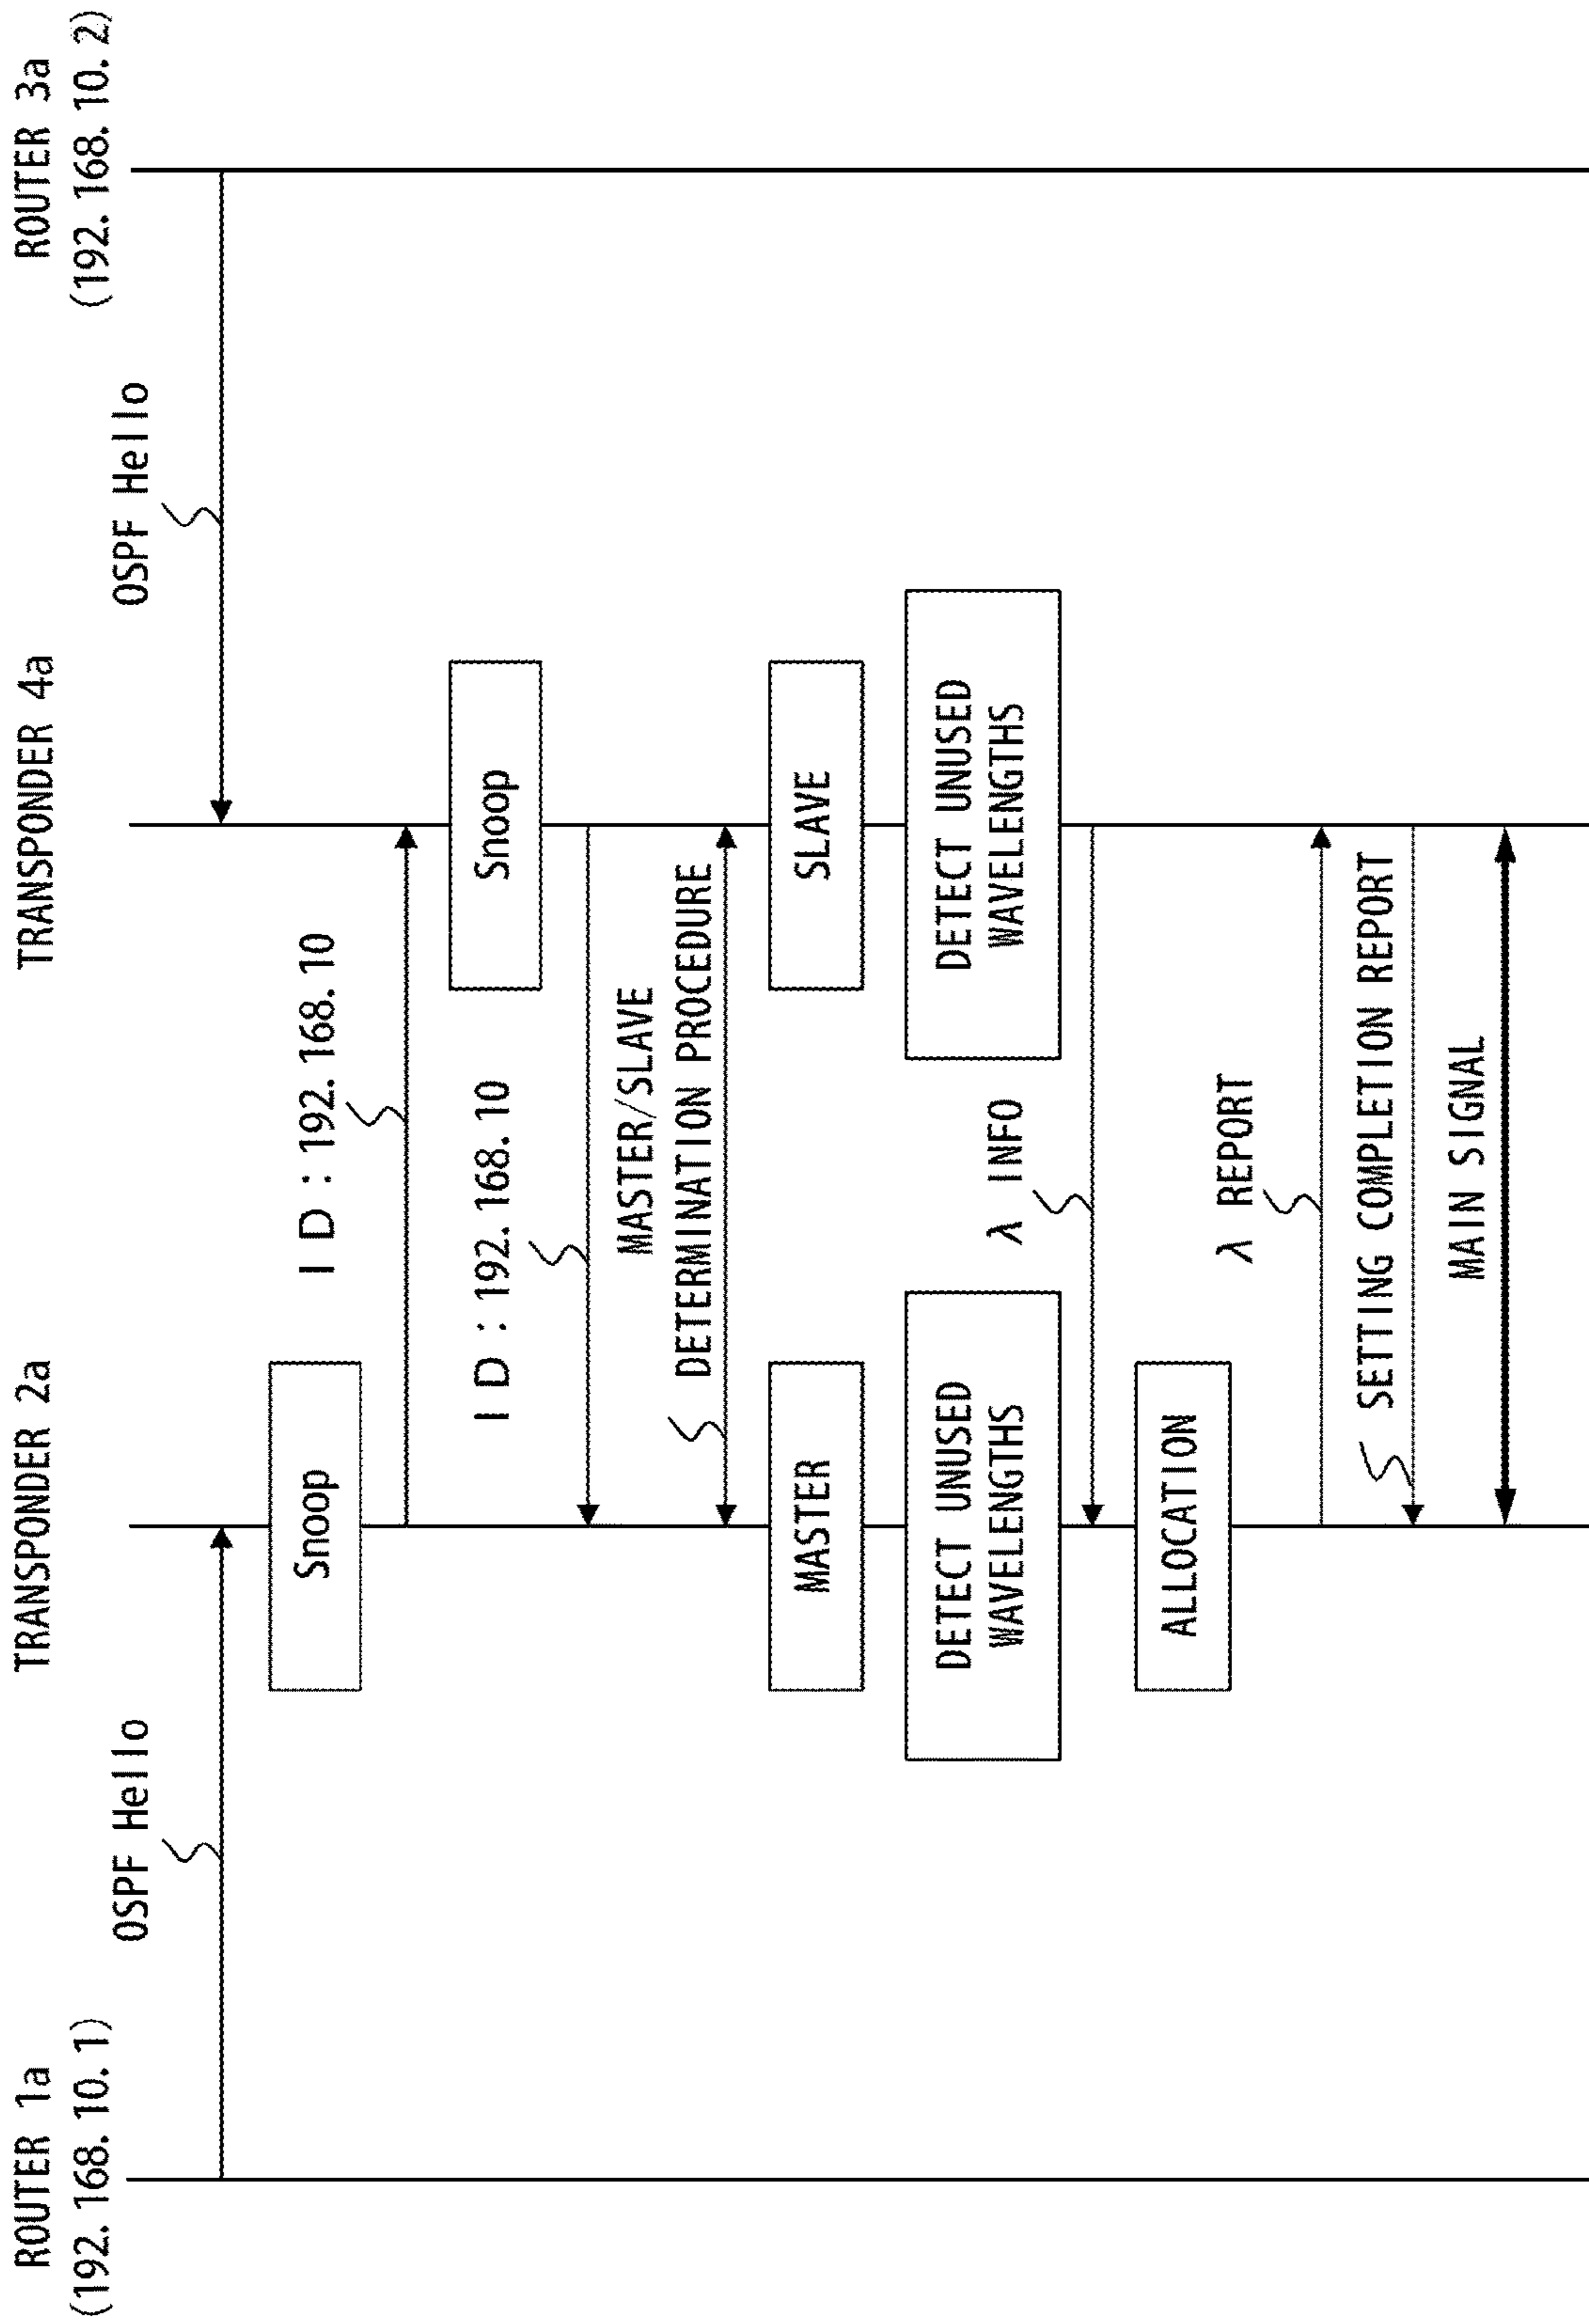 ROUTER 1a
(192. 168. 10. 1)
TRANSPONDER 2a
TRANSPONDER 4a
ROUTER 3a
(192. 168. 10. 2)
OSPF Hello
OSPF Hello
Snoop
ID : 192. 168. 10
Snoop
ID : 192. 168. 10
MASTER/SLAVE
DETERMINATION PROCEDURE
MASTER
SLAVE
DETECT UNUSED
WAVELENGTHS
DETECT UNUSED
WAVELENGTHS
λ INFO
ALLOCATION
λ REPORT
SETTING COMPLETION REPORT
MAIN SIGNAL